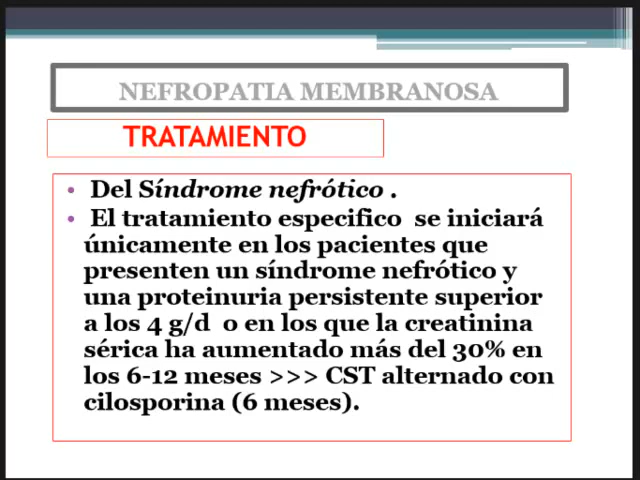 NEFROPATIA MEMBRANOSA
TRATAMIENTO
• Del Síndrome nefrótico .
• El tratamiento especifico se iniciará
únicamente en los pacientes que
presenten un síndrome nefrótico y
una proteinuria persistente superior
a los 4 g/d o en los que la creatinina
sérica ha aumentado más del 30% en
los 6-12 meses >>> CST alternado con
cilosporina (6 meses).